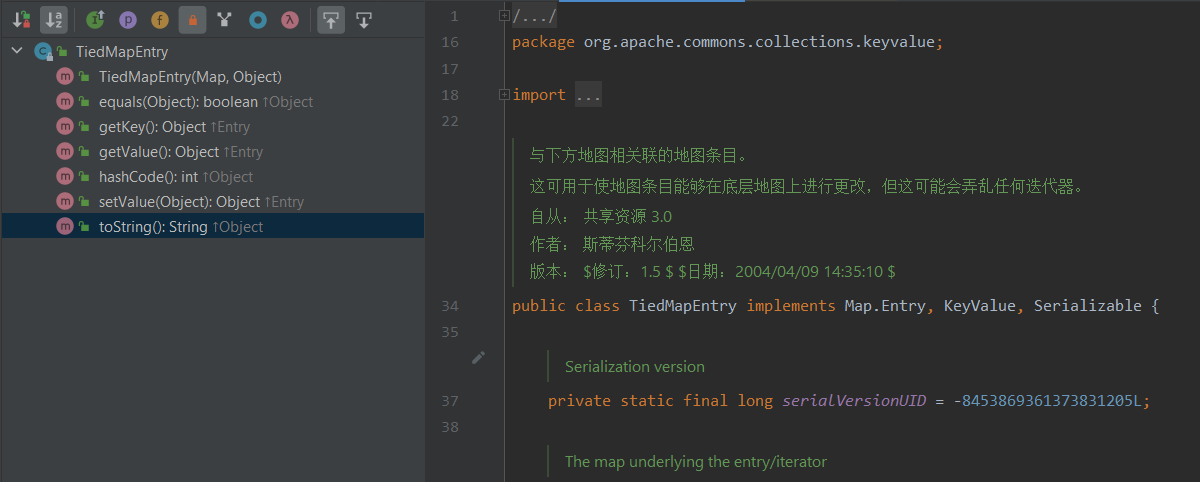 TiedMapEntry
TiedMapEntry(Map, Object)
equals(Object): boolean ↑Object
getKey(): Object ↑Entry
getValue(): Object ↑Entry
hashCode(): int ↑Object
setValue(Object): Object ↑Entry
toString(): String ↑Object
1 /.../
16 package org.apache.commons.collections.keyvalue;
17
18 import ...
22
与下方地图相关联的地图条目。
这可用于使地图条目能够在底层地图上进行更改，但这可能会弄乱任何迭代器。
自从： 共享资源 3.0
作者： 斯蒂芬科尔伯恩
版本： $修订：1.5 $ $日期：2004/04/09 14:35:10 $
34 public class TiedMapEntry implements Map.Entry, KeyValue, Serializable {
35
Serialization version
37 private static final long serialVersionUID = -8453869361373831205L;
38
The map underlying the entry/iterator